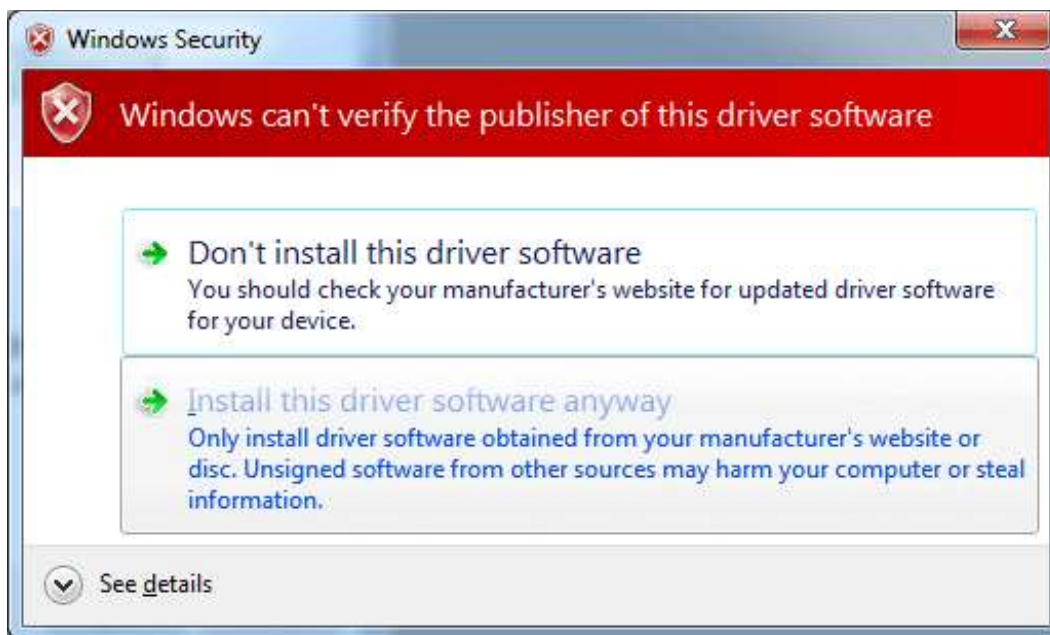 Windows Security
Windows can't verify the publisher of this driver software
Don't install this driver software
You should check your manufacturer's website for updated driver software
for your device.
Install this driver software anyway
Only install driver software obtained from your manufacturer's website or
disc. Unsigned software from other sources may harm your computer or steal
information.
See details